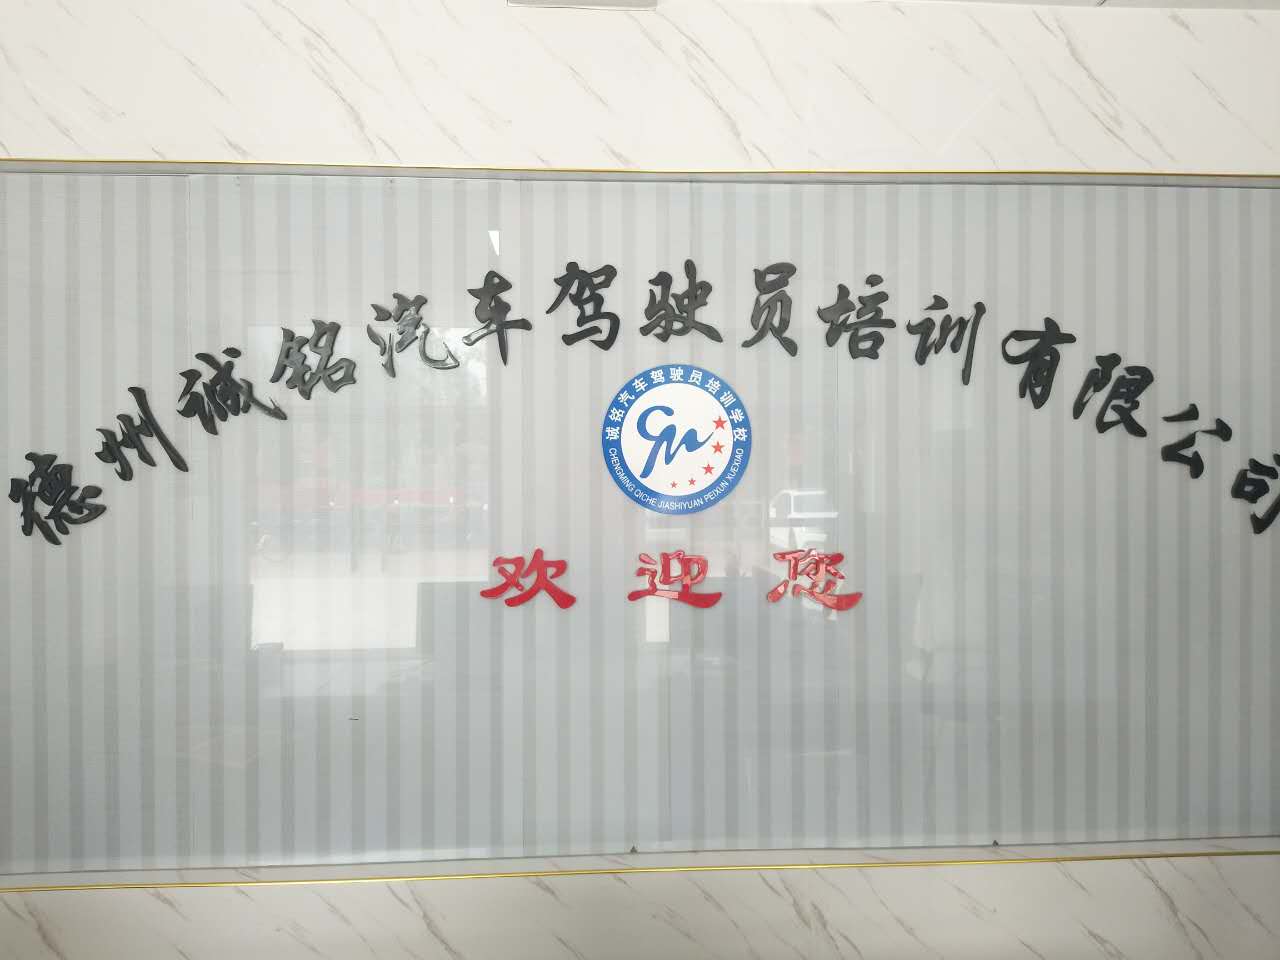 德州诚铭汽车驾驶员培训有限公司
诚铭汽车驾驶员培训学校
CM
CHENGMING QICHE JIASHIYUAN PEIXUN XUEXIAO
欢迎您